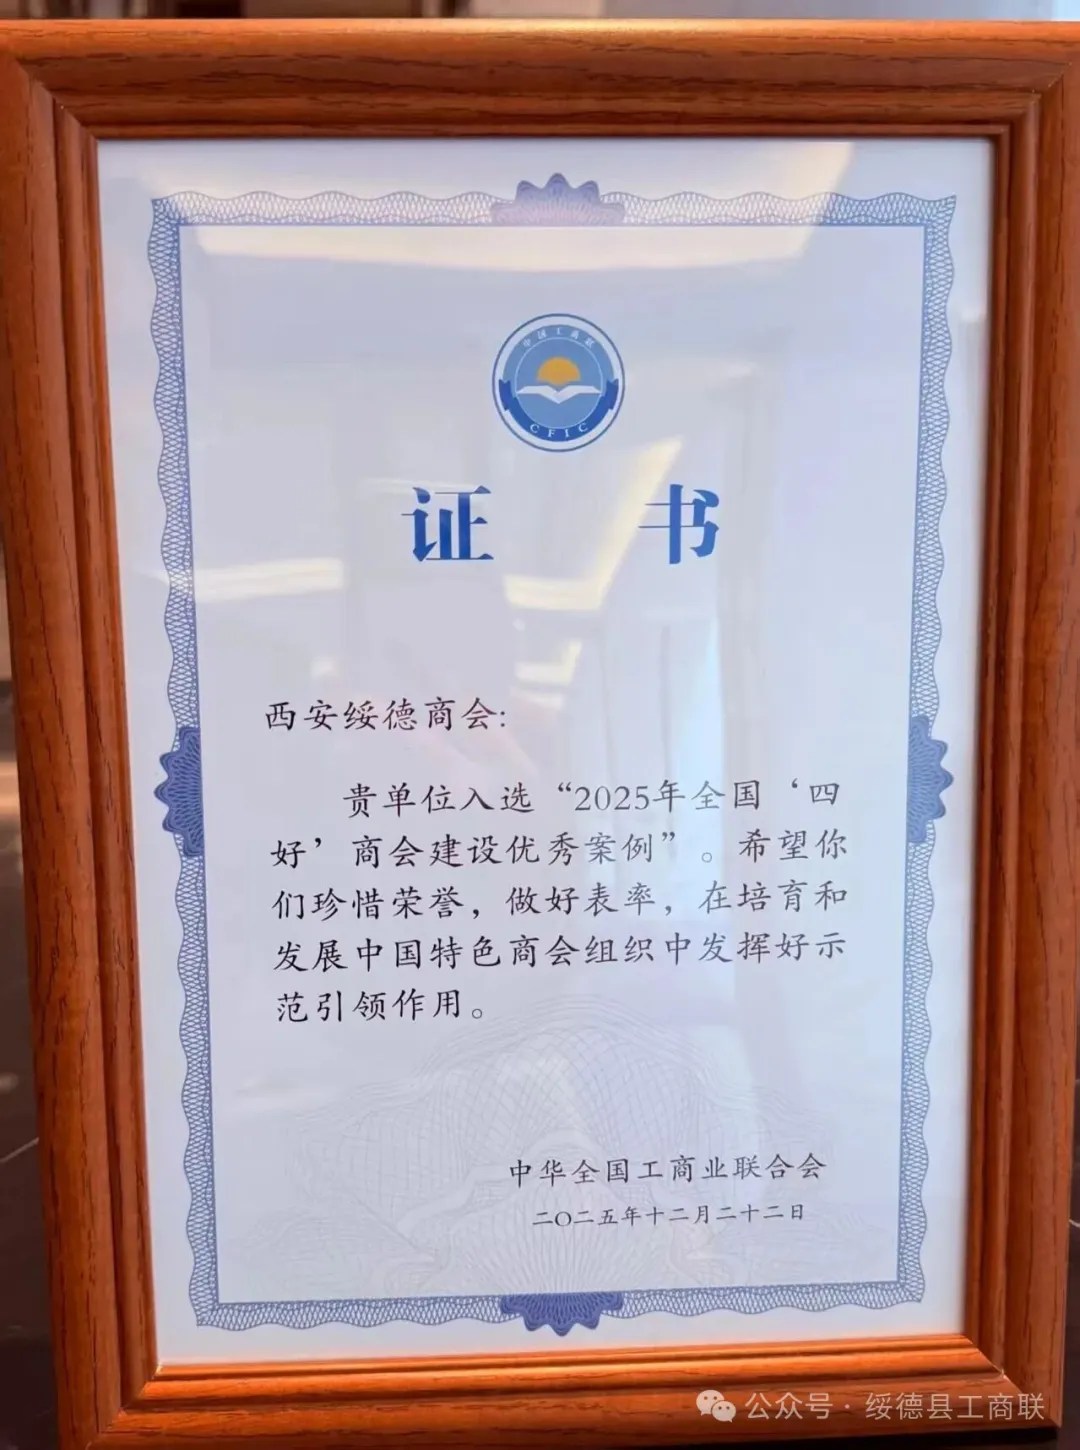 中国工商联
CFIC
证 书
西安绥德商会:
贵单位入选“2025年全国‘四
好’商会建设优秀案例”。希望你
们珍惜荣誉，做好表率，在培育和
发展中国特色商会组织中发挥好示
范引领作用。
中华全国工商业联合会
二〇二五年十二月二十二日
公众号·绥德县工商联